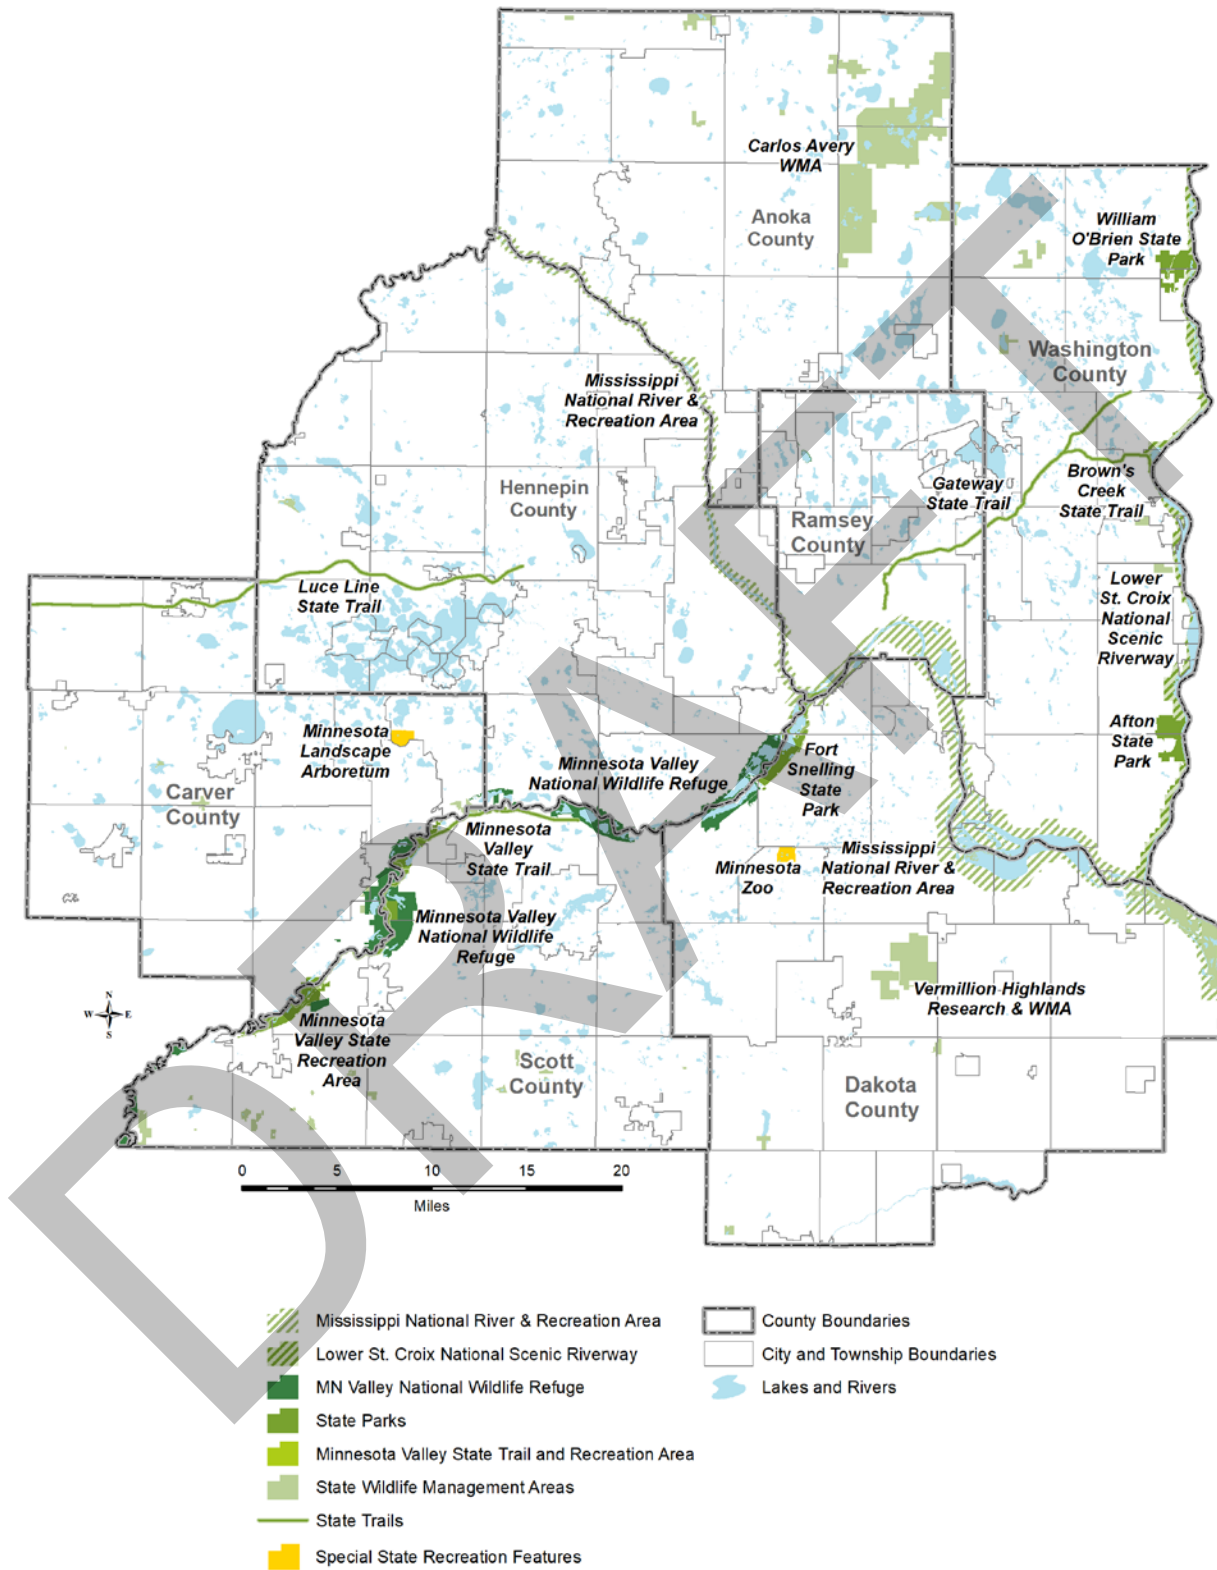 Carlos Avery
WMA
Anoka
County
William
O'Brien State
Park
Washington
County
Mississippi
National River &
Recreation Area
Hennepin
County
Ramsey
County
Gateway
State Trail
Brown's
Creek
State Trail
Luce Line
State Trail
Lower
St. Croix
National
Scenic
Riverway
Minnesota
Landscape
Arboretum
Afton
State
Park
Minnesota Valley
National Wildlife Refuge
Fort
Snelling
State
Park
Carver
County
Minnesota
Valley
State Trail
Minnesota
Zoo
Mississippi
National River &
Recreation Area
Minnesota Valley
National Wildlife
Refuge
Vermillion Highlands
Research & WMA
N
W E
S
Minnesota
Valley State
Recreation
Area
Scott
County
Dakota
County
DRAFT
0 5 10 15 20
Miles
Mississippi National River & Recreation Area
Lower St. Croix National Scenic Riverway
MN Valley National Wildlife Refuge
State Parks
Minnesota Valley State Trail and Recreation Area
State Wildlife Management Areas
State Trails
Special State Recreation Features
County Boundaries
City and Township Boundaries
Lakes and Rivers